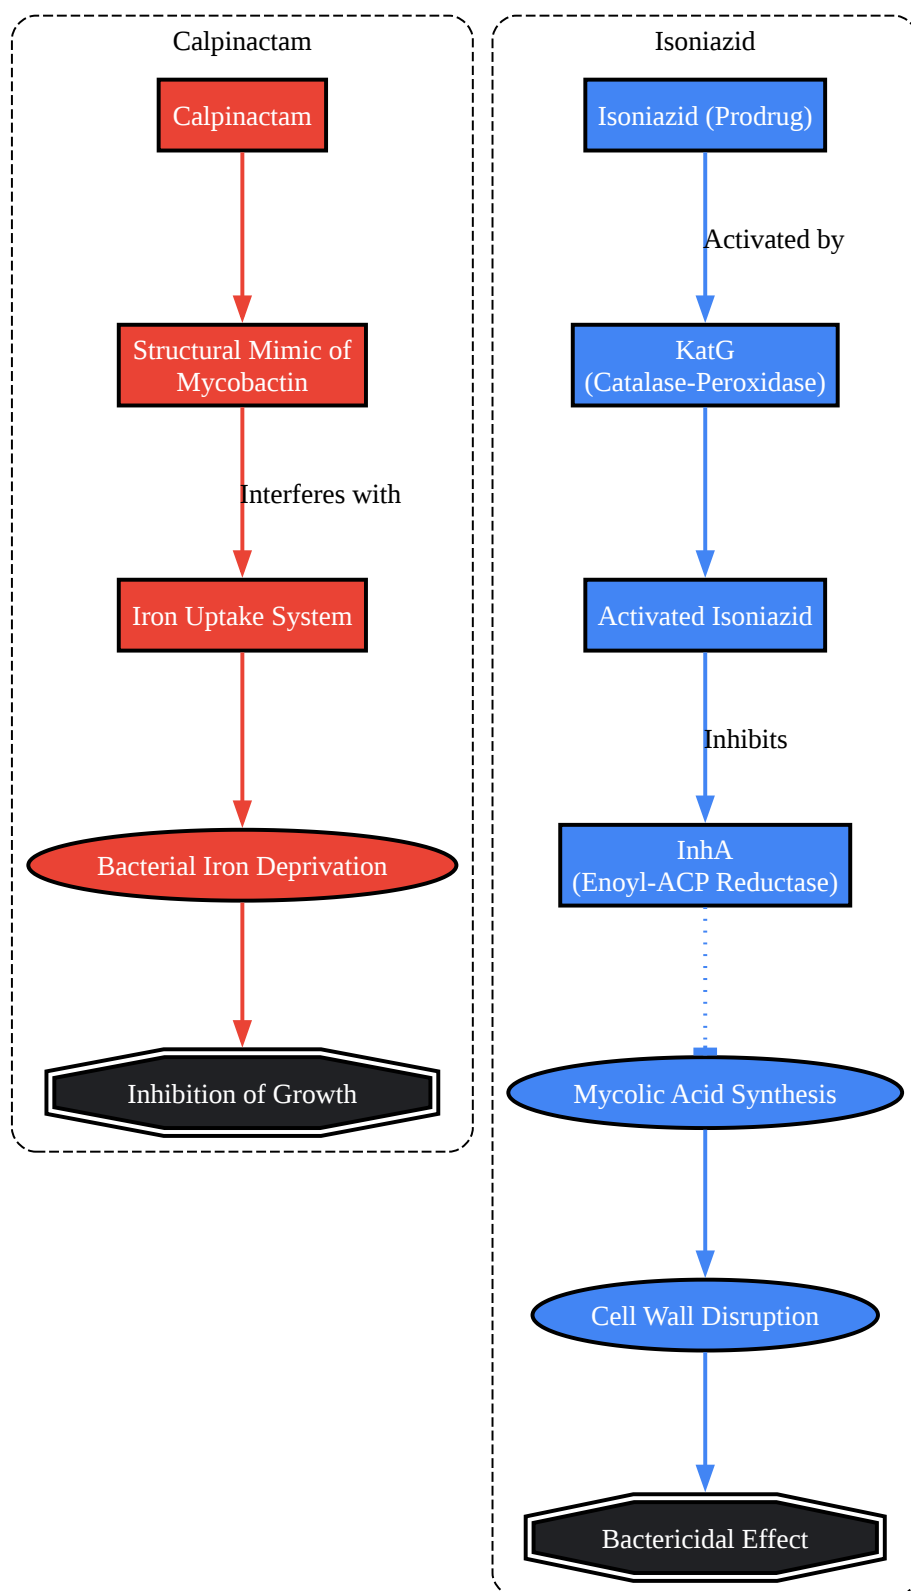 Calpinactam
Calpinactam
Structural Mimic of
Mycobactin
Interferes with
Iron Uptake System
Bacterial Iron Deprivation
Inhibition of Growth
Isoniazid
Isoniazid (Prodrug)
Activated by
KatG
(Catalase-Peroxidase)
Activated Isoniazid
Inhibits
InhA
(Enoyl-ACP Reductase)
Mycolic Acid Synthesis
Cell Wall Disruption
Bactericidal Effect